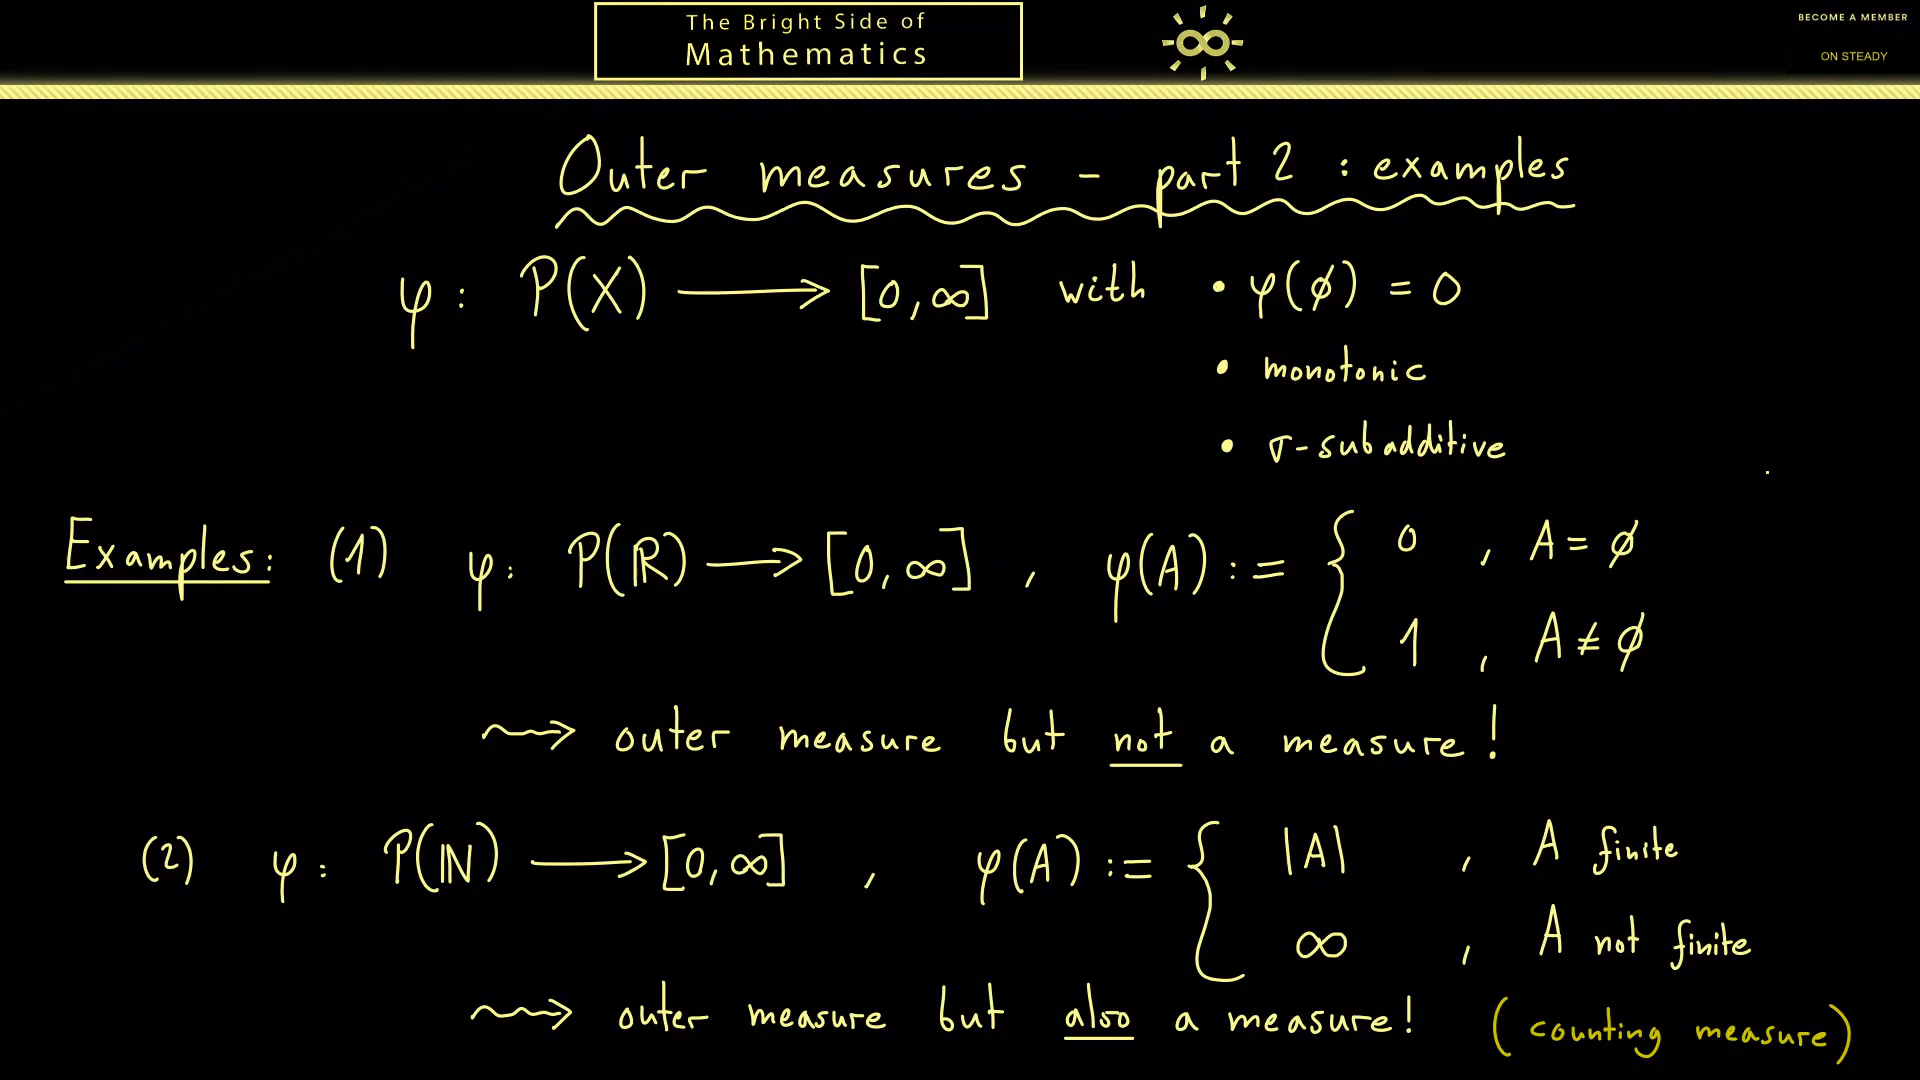 The Bright Side of
Mathematics
BECOME A MEMBER
ON STEADY
Outer measures - part 2 : examples
φ : P(X) ⟶ [0,∞] with • φ(∅) = 0
• monotonic
• σ-subadditive
Examples: (1) φ : P(ℝ) ⟶ [0,∞] , φ(A) := { 0 , A = ∅
1 , A ≠ ∅
⇝ outer measure but not a measure!
(2) φ : P(ℕ) ⟶ [0,∞] , φ(A) := { |A| , A finite
∞ , A not finite
⇝ outer measure but also a measure! (counting measure)